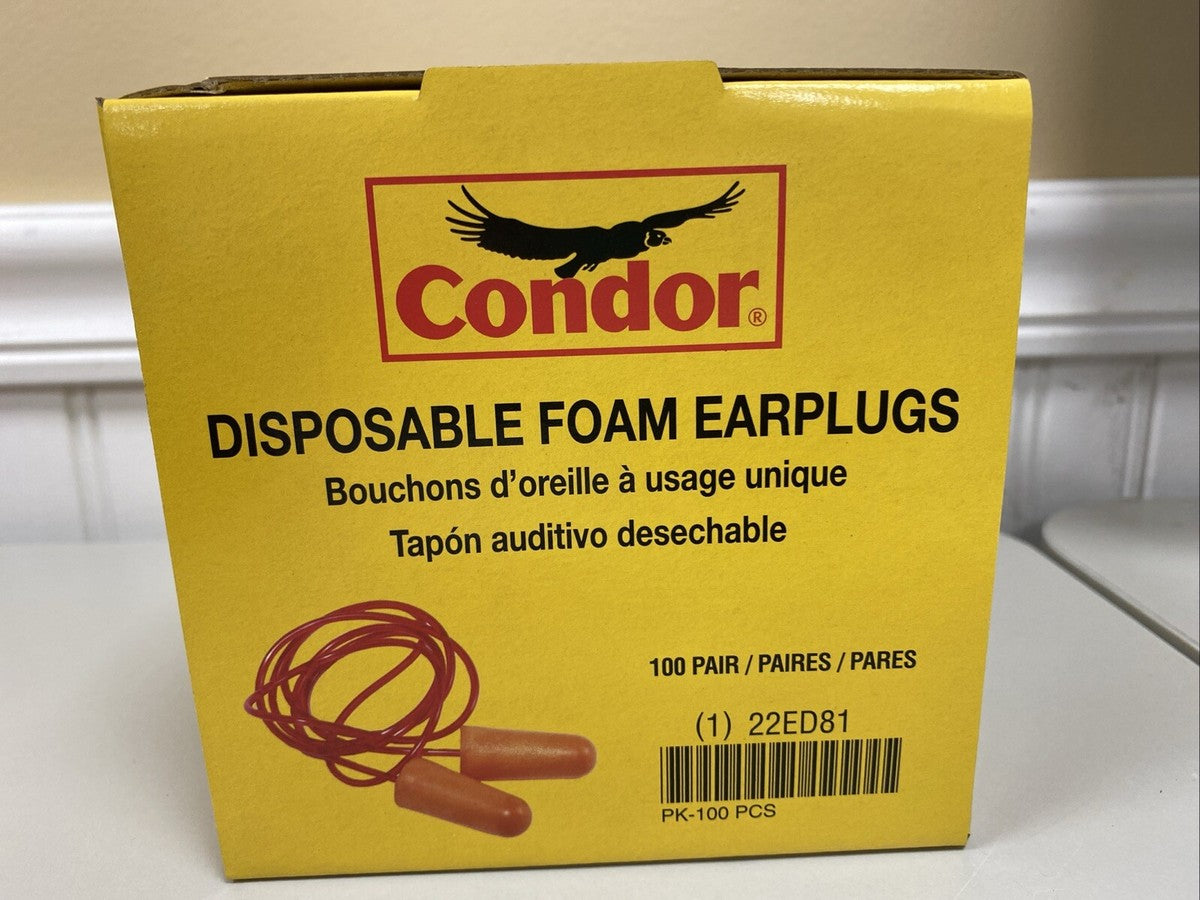 Condor®
DISPOSABLE FOAM EARPLUGS
Bouchons d'oreille à usage unique
Tapón auditivo desechable
100 PAIR / PAIRES / PARES
(1) 22ED81
PK-100 PCS